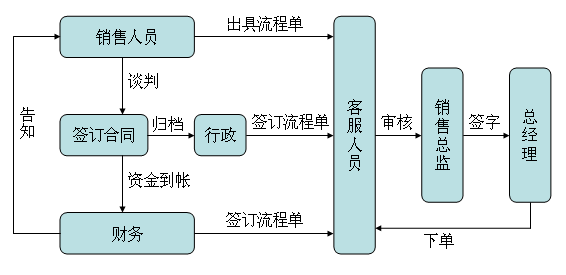 销售人员
出具流程单
谈判
告知
签订合同
归档
行政
签订流程单
客服人员
审核
销售总监
签字
总经理
资金到帐
财务
签订流程单
下单